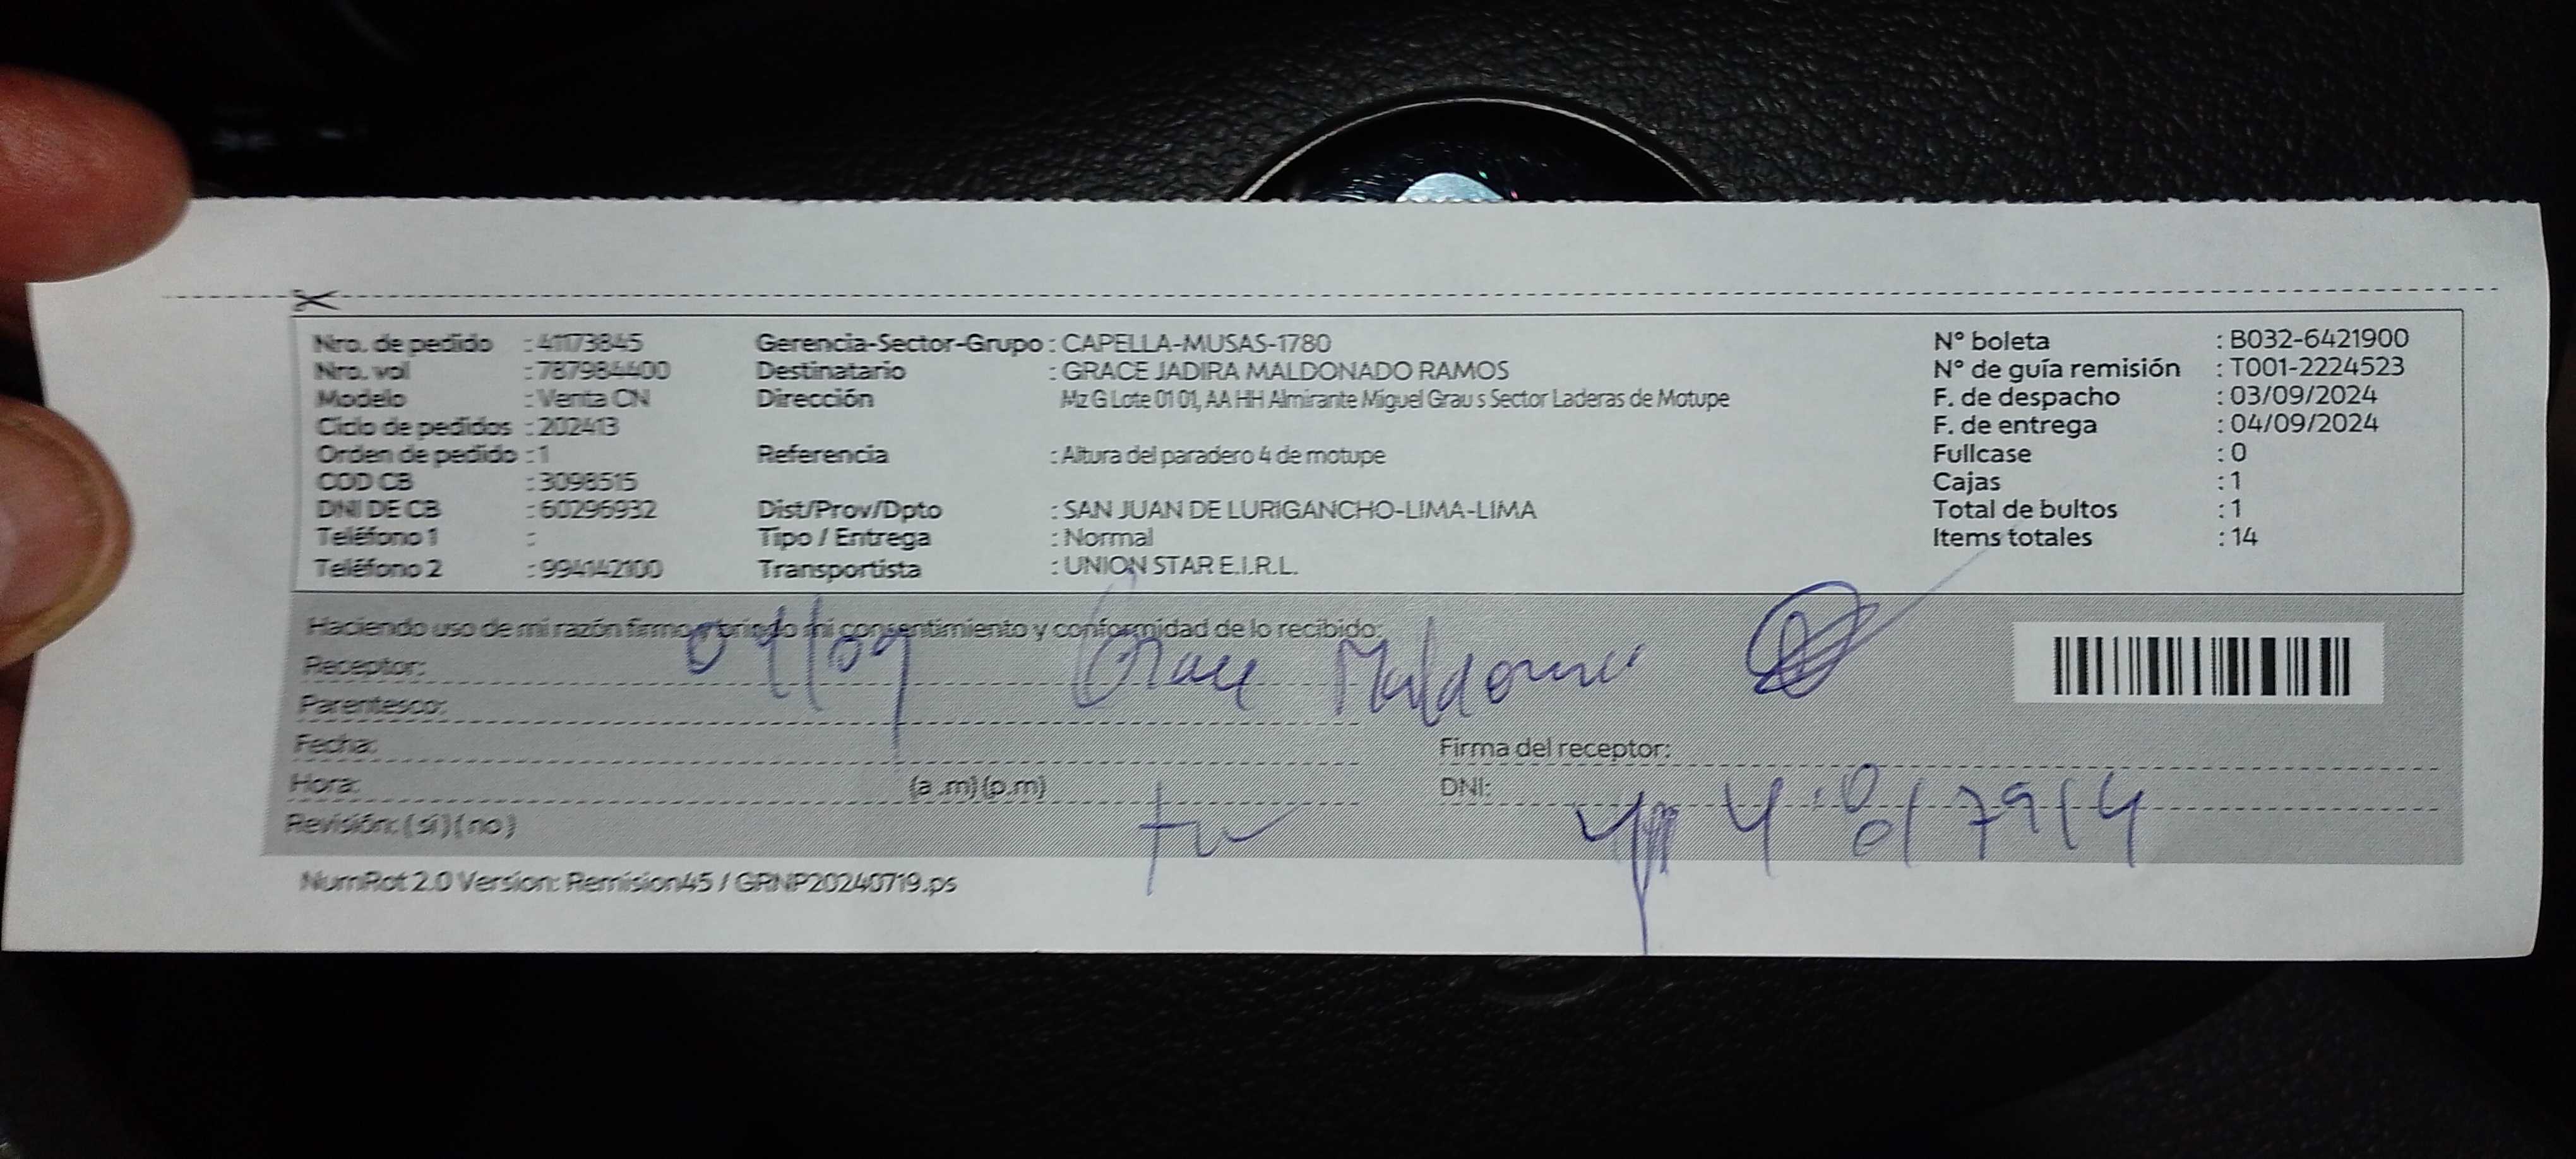 Nro. de pedido : 41173845
Nro. vol : 787984400
Modelo : Venta CN
Ciclo de pedidos : 202413
Orden de pedido : 1
COD CB : 3098515
DNI DE CB : 60296932
Teléfono 1 :
Teléfono 2 : 994142100
Gerencia-Sector-Grupo : CAPELLA-MUSAS-1780
Destinatario : GRACE JADIRA MALDONADO RAMOS
Dirección Mz G Lote 01 01, AA HH Almirante Miguel Grau s Sector Laderas de Motupe
Referencia : Altura del paradero 4 de motupe
Dist/Prov/Dpto : SAN JUAN DE LURIGANCHO-LIMA-LIMA
Tipo / Entrega : Normal
Transportista : UNION STAR E.I.R.L.
N° boleta : B032-6421900
N° de guía remisión : T001-2224523
F. de despacho : 03/09/2024
F. de entrega : 04/09/2024
Fullcase : 0
Cajas : 1
Total de bultos : 1
Items totales : 14
Haciendo uso de mi razón firmo y brindo mi consentimiento y conformidad de lo recibido:
Receptor: 04/09 Grace
Parentesco:
Fecha: Firma del receptor:
Hora: (a .m) (p.m) DNI:
Revisión: ( si ) ( no )
NumRot 2.0 Version: Remision45 / GRNP20240719.ps